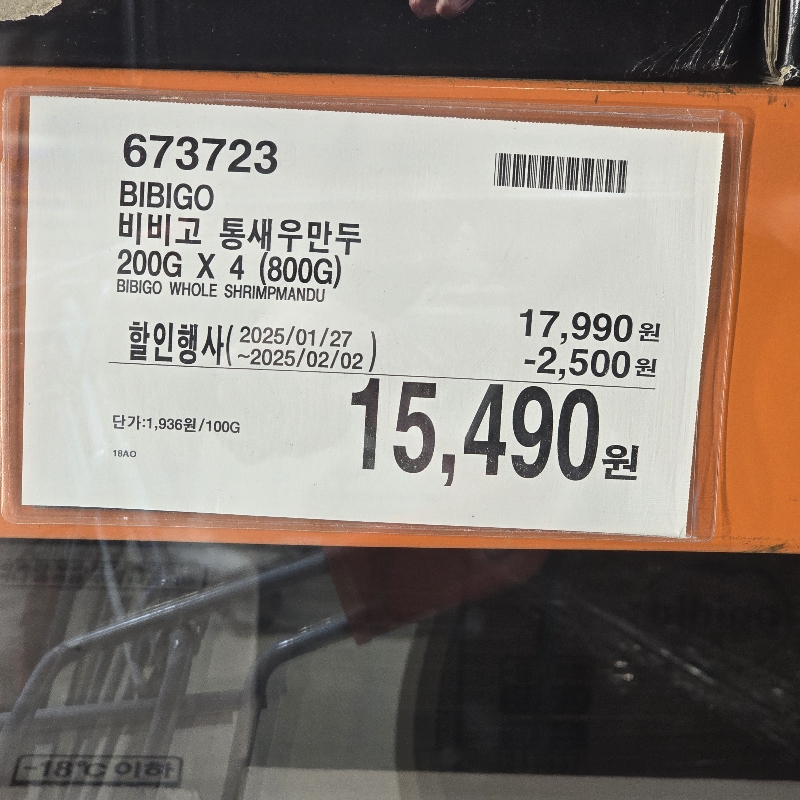 673723
BIBIGO
비비고 통새우만두
200G X 4 (800G)
BIBIGO WHOLE SHRIMPMANDU
17,990원
할인행사( 2025/01/27
~2025/02/02 )
-2,500원
15,490원
단가:1,936원/100G
18AO
-18°C 이하